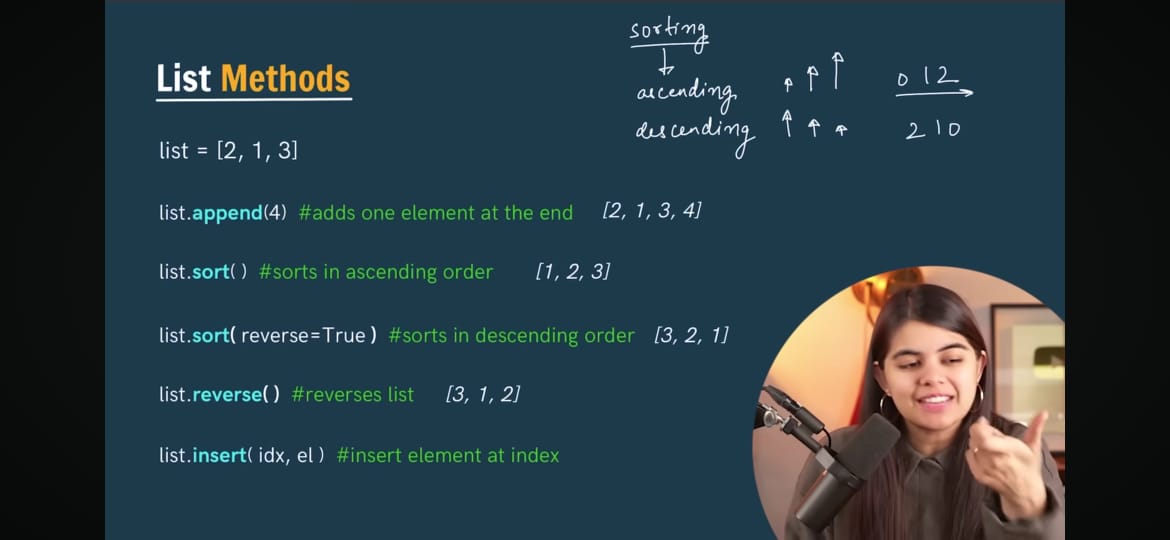 sorting
List Methods
ascending
0 1 2
descending
2 1 0
list = [2, 1, 3]
list.append(4) #adds one element at the end [2, 1, 3, 4]
list.sort( ) #sorts in ascending order [1, 2, 3]
list.sort( reverse=True ) #sorts in descending order [3, 2, 1]
list.reverse( ) #reverses list [3, 1, 2]
list.insert( idx, el ) #insert element at index